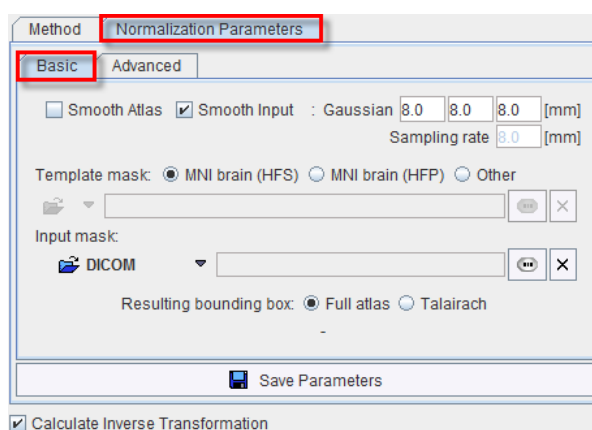 Method Normalization Parameters
Basic Advanced
Smooth Atlas Smooth Input : Gaussian 8.0 8.0 8.0 [mm]
Sampling rate 8.0 [mm]
Template mask: MNI brain (HFS) MNI brain (HFP) Other
Input mask:
DICOM
Resulting bounding box: Full atlas Talairach
-
Save Parameters
Calculate Inverse Transformation